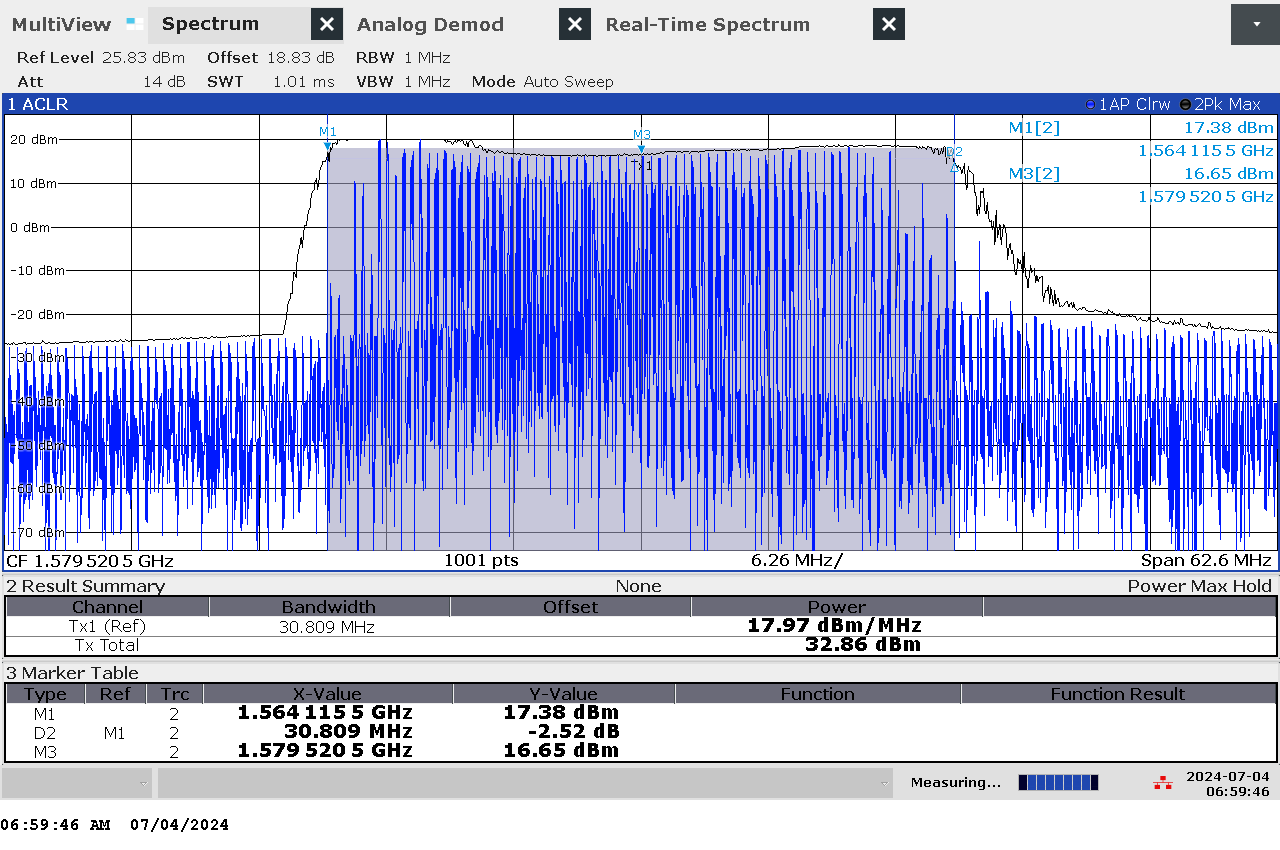 MultiView Spectrum Analog Demod Real-Time Spectrum
Ref Level 25.83 dBm Offset 18.83 dB RBW 1 MHz
Att 14 dB SWT 1.01 ms VBW 1 MHz Mode Auto Sweep
1 ACLR 1AP Clrw 2Pk Max
M1[2] 17.38 dBm
1.564 115 5 GHz
M3[2] 16.65 dBm
1.579 520 5 GHz
M1 M3 D2
Tx1
20 dBm
10 dBm
0 dBm
-10 dBm
-20 dBm
-30 dBm
-40 dBm
-50 dBm
-60 dBm
-70 dBm
CF 1.579 520 5 GHz 1001 pts 6.26 MHz/ Span 62.6 MHz
2 Result Summary None Power Max Hold
Channel Bandwidth Offset Power
Tx1 (Ref) 30.809 MHz 17.97 dBm/MHz
Tx Total 32.86 dBm
3 Marker Table
Type Ref Trc X-Value Y-Value Function Function Result
M1 2 1.564 115 5 GHz 17.38 dBm
D2 M1 2 30.809 MHz -2.52 dB
M3 2 1.579 520 5 GHz 16.65 dBm
Measuring... 2024-07-04
06:59:46
06:59:46 AM 07/04/2024